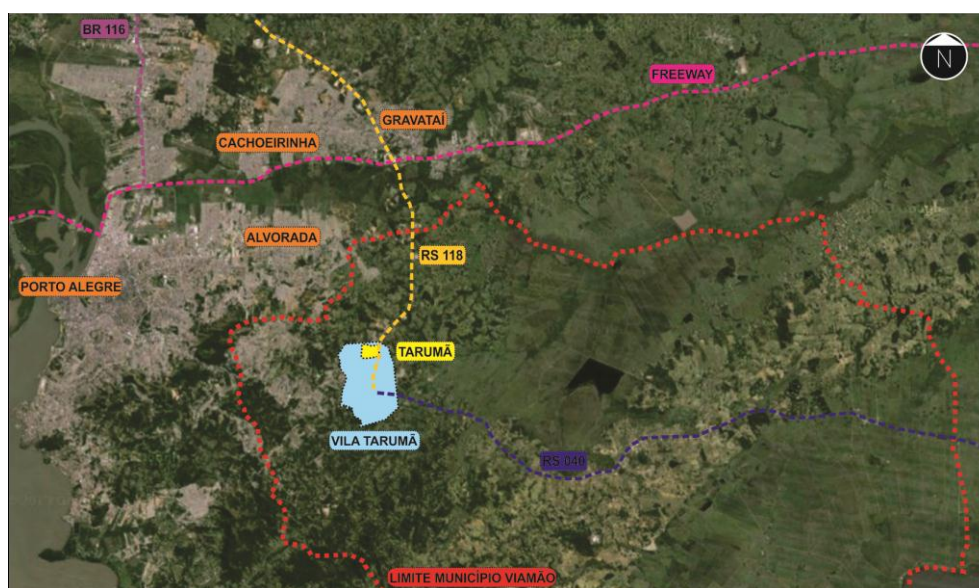 BR 116
N
FREEWAY
GRAVATAÍ
CACHOEIRINHA
ALVORADA
RS 118
PORTO ALEGRE
TARUMÃ
VILA TARUMÃ
RS 040
LIMITE MUNICÍPIO VIAMÃO